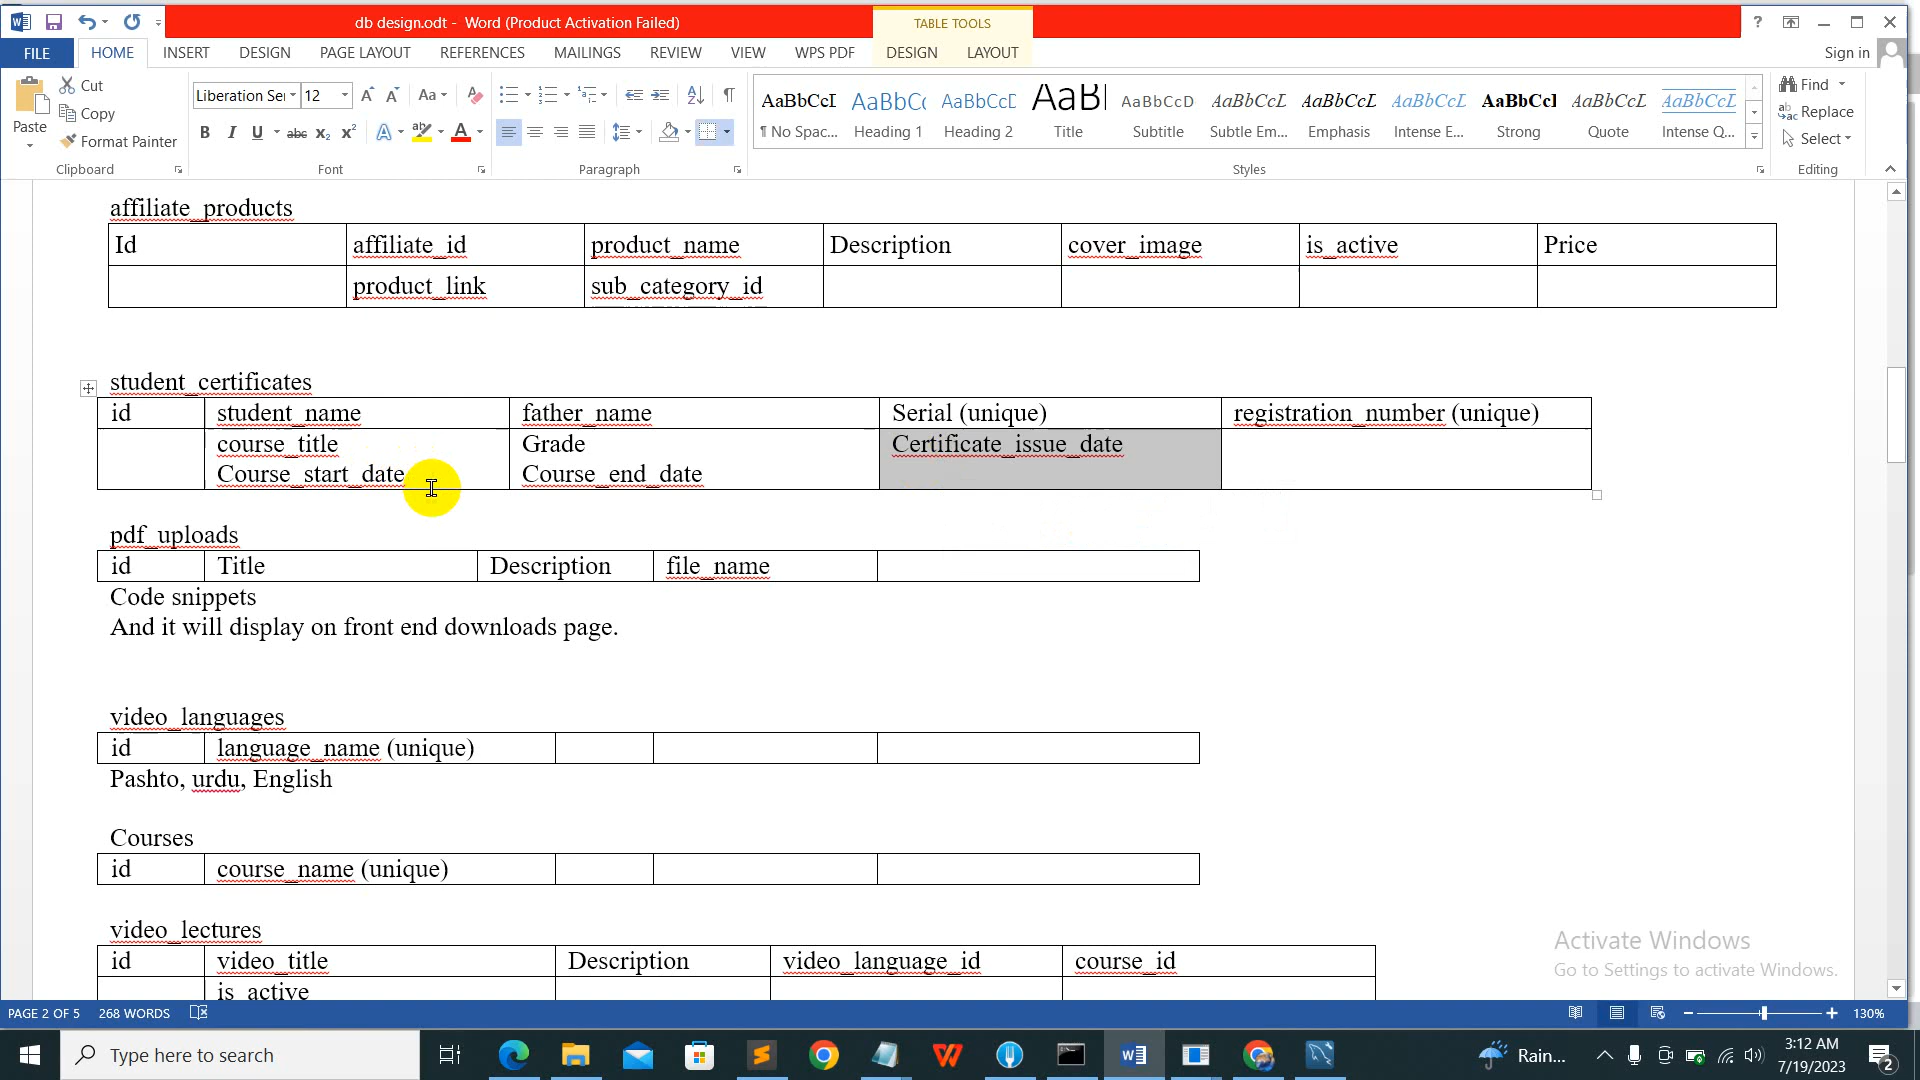 db design.odt - Word (Product Activation Failed)
TABLE TOOLS
FILE HOME INSERT DESIGN PAGE LAYOUT REFERENCES MAILINGS REVIEW VIEW WPS PDF DESIGN LAYOUT Sign in
Paste
Cut
Copy
Format Painter
Clipboard
Liberation Sei 12
Font
Paragraph
AaBbCcI AaBbC AaBbCcC AaB AaBbCcD AaBbCcL AaBbCcL AaBbCcL AaBbCcI AaBbCcL AaBbCcL
¶ No Spac... Heading 1 Heading 2 Title Subtitle Subtle Em... Emphasis Intense E... Strong Quote Intense Q...
Styles
Find
Replace
Select
Editing
affiliate_products
Id affiliate_id product_name Description cover_image is_active Price
product_link sub_category_id
student_certificates
id student_name father_name Serial (unique) registration_number (unique)
course_title Grade Certificate_issue_date
Course_start_date Course_end_date
pdf_uploads
id Title Description file_name
Code snippets
And it will display on front end downloads page.
video_languages
id language_name (unique)
Pashto, urdu, English
Courses
id course_name (unique)
video_lectures
id video_title Description video_language_id course_id
is_active
Activate Windows
Go to Settings to activate Windows.
PAGE 2 OF 5 268 WORDS 130%
Type here to search
Rain...
3:12 AM
7/19/2023
2